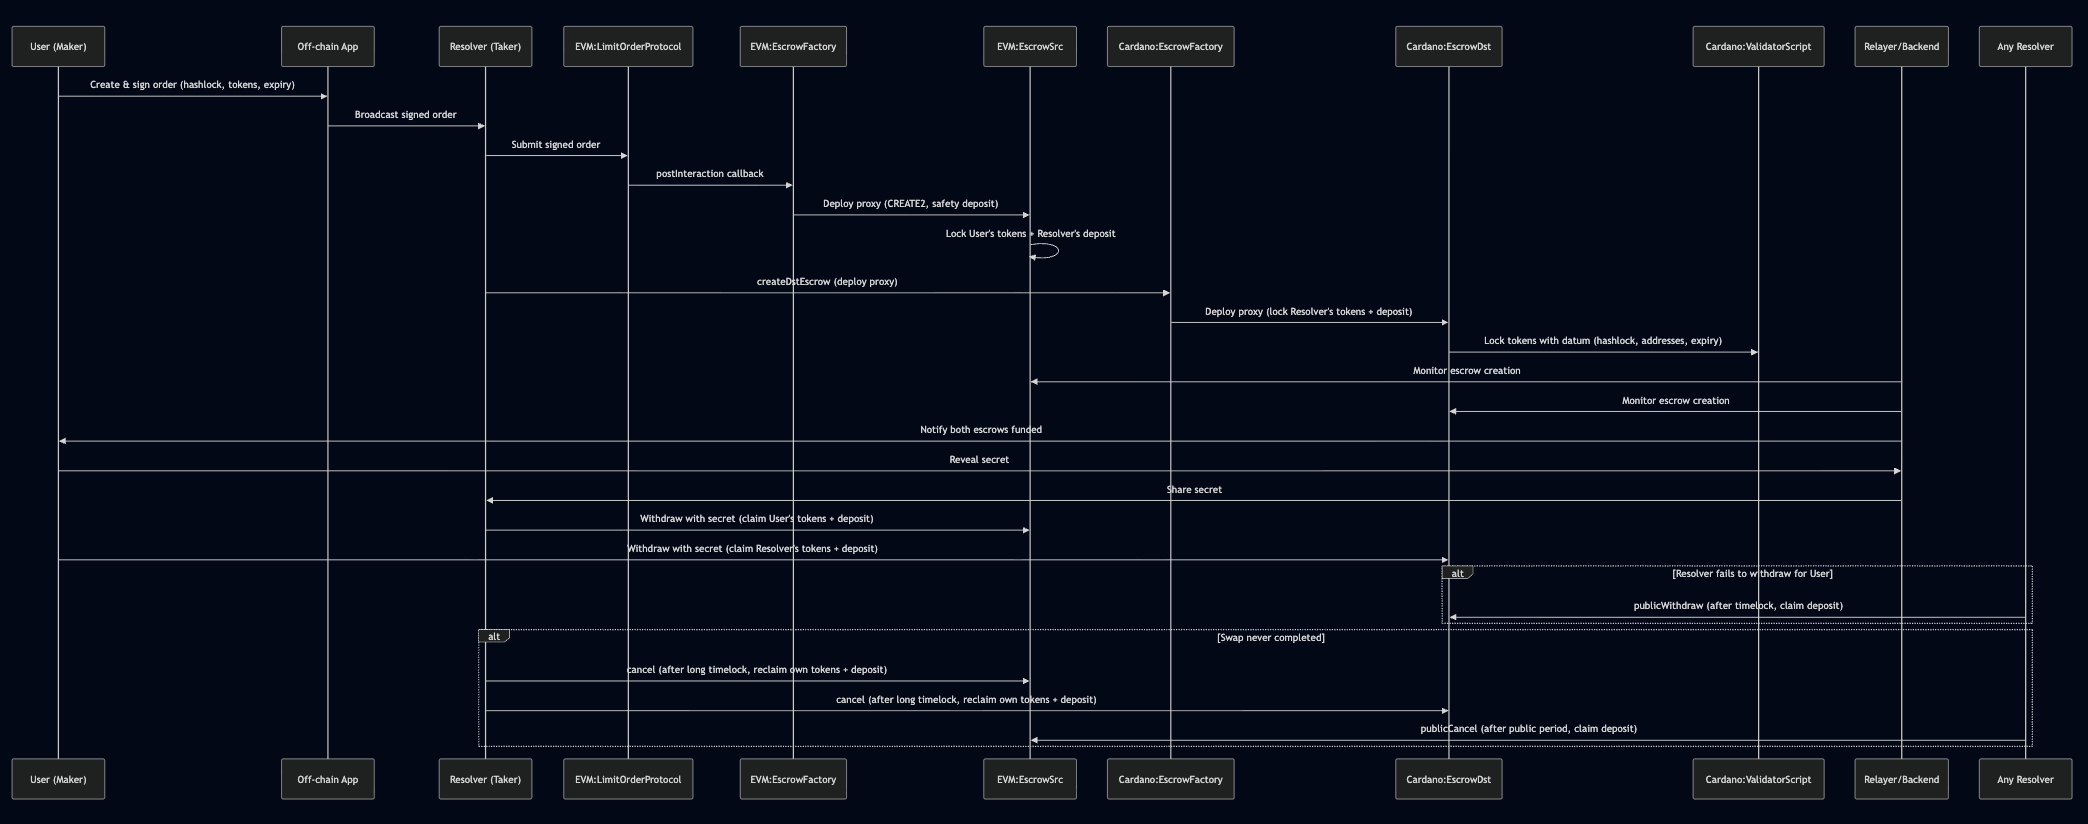 User (Maker)
Off-chain App
Resolver (Taker)
EVM:LimitOrderProtocol
EVM:EscrowFactory
EVM:EscrowSrc
Cardano:EscrowFactory
Cardano:EscrowDst
Cardano:ValidatorScript
Relayer/Backend
Any Resolver
Create & sign order (hashlock, tokens, expiry)
Broadcast signed order
Submit signed order
postInteraction callback
Deploy proxy (CREATE2, safety deposit)
Lock User's tokens + Resolver's deposit
createDstEscrow (deploy proxy)
Deploy proxy (lock Resolver's tokens + deposit)
Lock tokens with datum (hashlock, addresses, expiry)
Monitor escrow creation
Monitor escrow creation
Notify both escrows funded
Reveal secret
Share secret
Withdraw with secret (claim User's tokens + deposit)
Withdraw with secret (claim Resolver's tokens + deposit)
alt
[Resolver fails to withdraw for User]
publicWithdraw (after timelock, claim deposit)
alt
[Swap never completed]
cancel (after long timelock, reclaim own tokens + deposit)
cancel (after long timelock, reclaim own tokens + deposit)
publicCancel (after public period, claim deposit)
User (Maker)
Off-chain App
Resolver (Taker)
EVM:LimitOrderProtocol
EVM:EscrowFactory
EVM:EscrowSrc
Cardano:EscrowFactory
Cardano:EscrowDst
Cardano:ValidatorScript
Relayer/Backend
Any Resolver